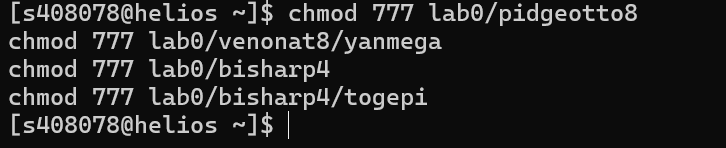 [s408078@helios ~]$ chmod 777 lab0/pidgeotto8
chmod 777 lab0/venonat8/yanmega
chmod 777 lab0/bisharp4
chmod 777 lab0/bisharp4/togepi
[s408078@helios ~]$